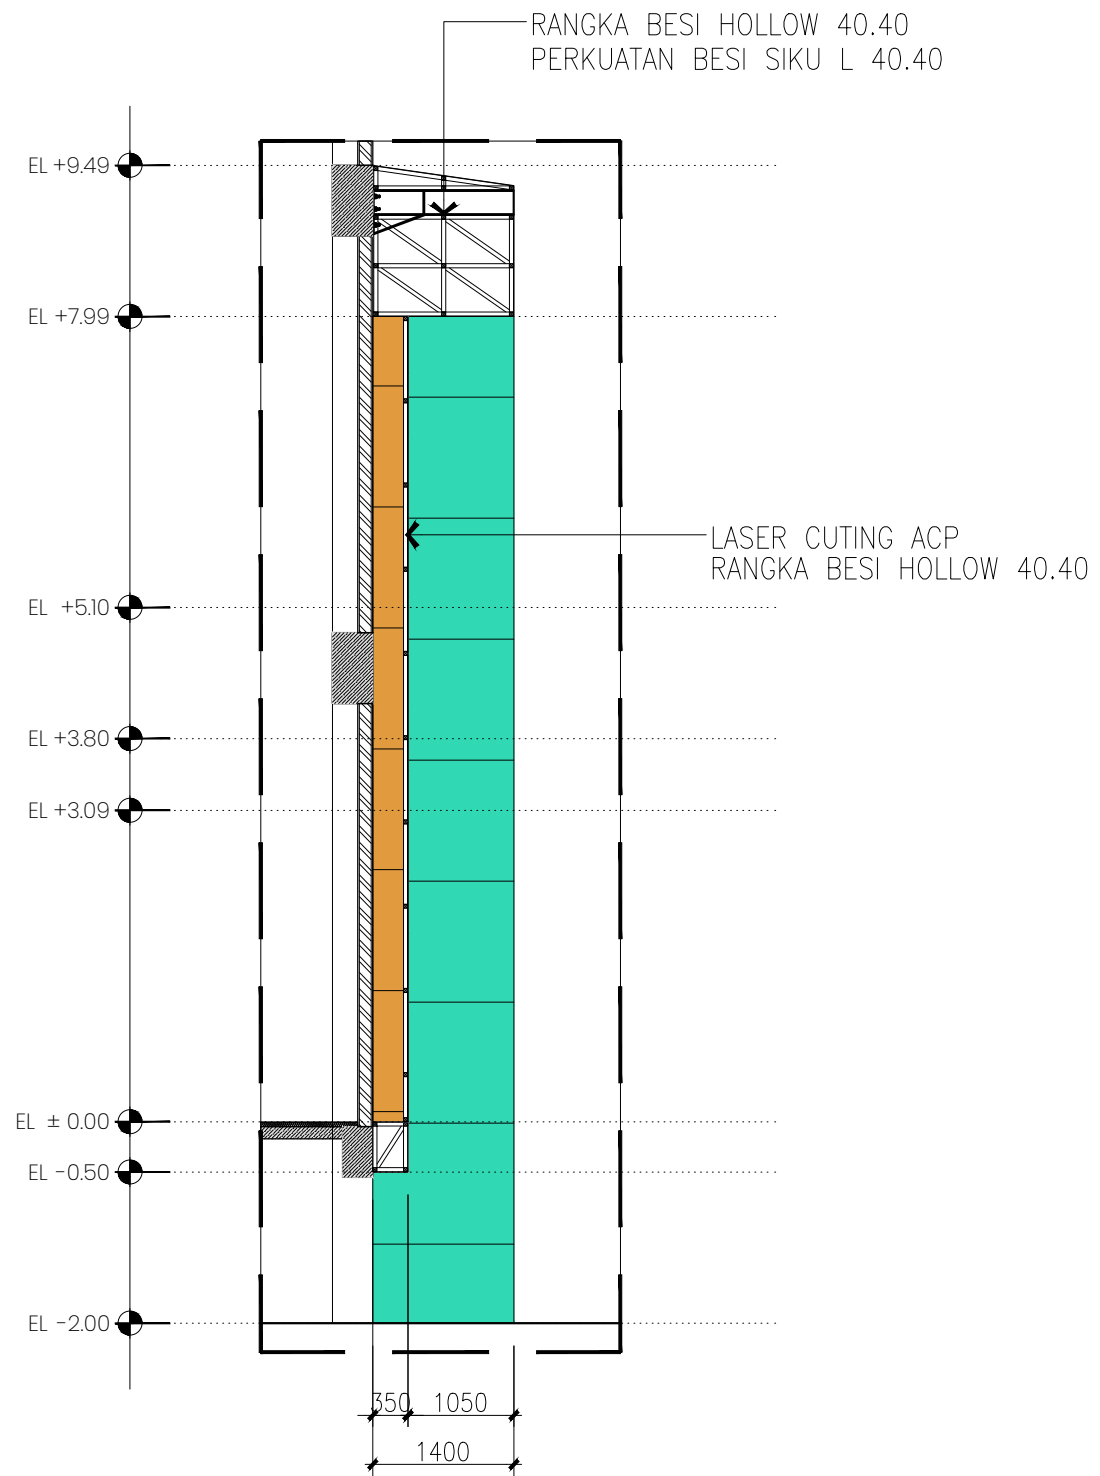 RANGKA BESI HOLLOW 40.40
PERKUATAN BESI SIKU L 40.40
EL +9.49
EL +7.99
LASER CUTING ACP
RANGKA BESI HOLLOW 40.40
EL +5.10
EL +3.80
EL +3.09
EL ± 0.00
EL -0.50
EL -2.00
350 1050
1400